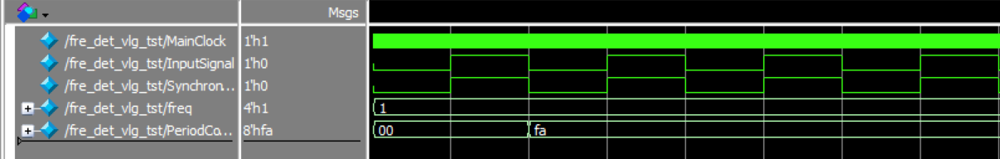 Msgs
/fre_det_vlg_tst/MainClock 1'h1
/fre_det_vlg_tst/InputSignal 1'h0
/fre_det_vlg_tst/Synchron... 1'h0
/fre_det_vlg_tst/freq 4'h1 1
/fre_det_vlg_tst/PeriodCo... 8'hfa 00 fa